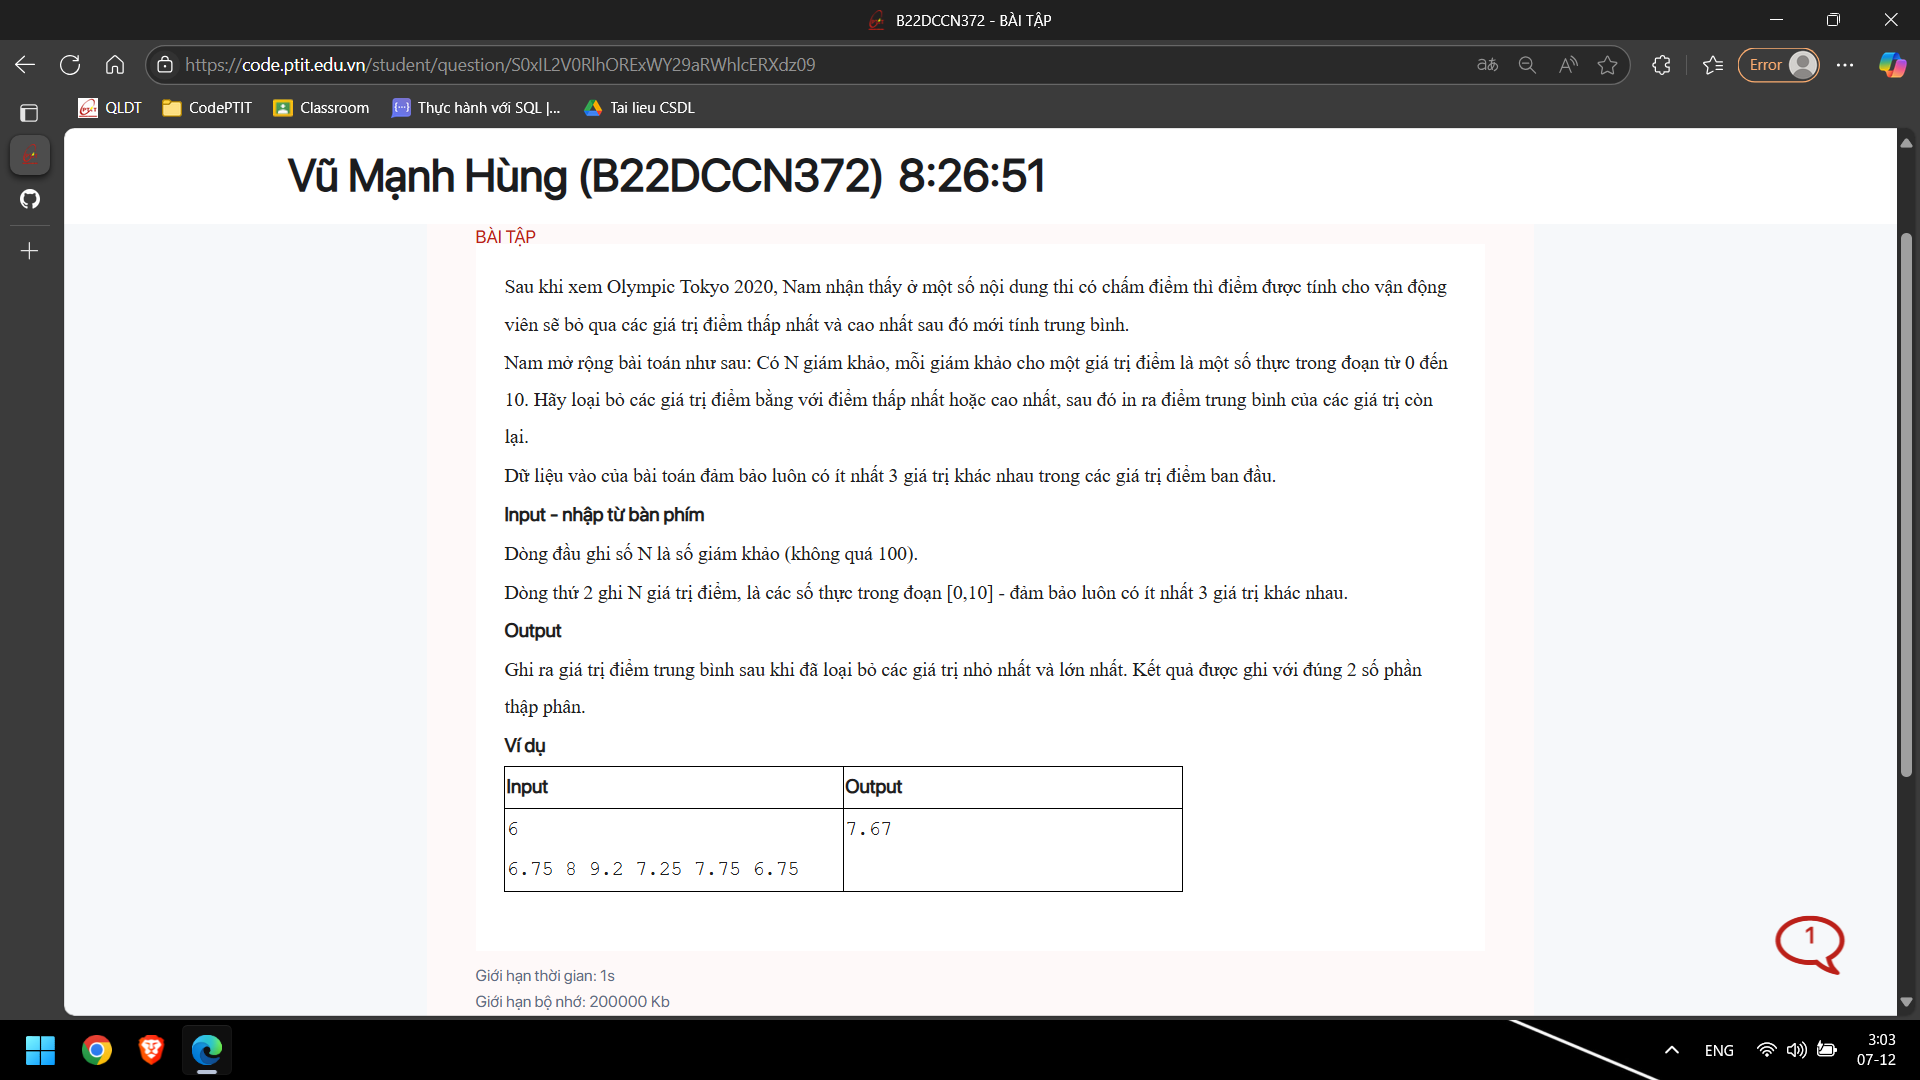 B22DCCN372 - BÀI TẬP
https://code.ptit.edu.vn/student/question/S0xIL2V0RlhORExWY29aRWhlcERXdz09
Error
QLDT
CodePTIT
Classroom
Thực hành với SQL |...
Tai lieu CSDL
Vũ Mạnh Hùng (B22DCCN372) 8:26:51
BÀI TẬP
Sau khi xem Olympic Tokyo 2020, Nam nhận thấy ở một số nội dung thi có chấm điểm thì điểm được tính cho vận động
viên sẽ bỏ qua các giá trị điểm thấp nhất và cao nhất sau đó mới tính trung bình.
Nam mở rộng bài toán như sau: Có N giám khảo, mỗi giám khảo cho một giá trị điểm là một số thực trong đoạn từ 0 đến
10. Hãy loại bỏ các giá trị điểm bằng với điểm thấp nhất hoặc cao nhất, sau đó in ra điểm trung bình của các giá trị còn
lại.
Dữ liệu vào của bài toán đảm bảo luôn có ít nhất 3 giá trị khác nhau trong các giá trị điểm ban đầu.
Input - nhập từ bàn phím
Dòng đầu ghi số N là số giám khảo (không quá 100).
Dòng thứ 2 ghi N giá trị điểm, là các số thực trong đoạn [0,10] - đảm bảo luôn có ít nhất 3 giá trị khác nhau.
Output
Ghi ra giá trị điểm trung bình sau khi đã loại bỏ các giá trị nhỏ nhất và lớn nhất. Kết quả được ghi với đúng 2 số phần
thập phân.
Ví dụ
Input Output
6 7.67
6.75 8 9.2 7.25 7.75 6.75
1
Giới hạn thời gian: 1s
Giới hạn bộ nhớ: 200000 Kb
ENG
3:03
07-12